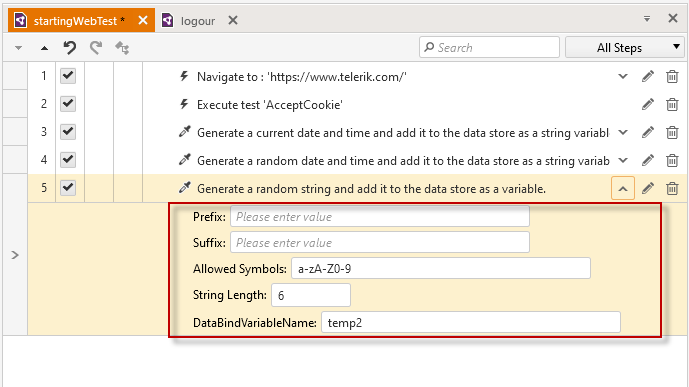 startingWebTest * X logour
Search All Steps
1 Navigate to : 'https://www.telerik.com/'
2 Execute test 'AcceptCookie'
3 Generate a current date and time and add it to the data store as a string variabl
4 Generate a random date and time and add it to the data store as a string variab
5 Generate a random string and add it to the data store as a variable.
Prefix: Please enter value
Suffix: Please enter value
Allowed Symbols: a-zA-Z0-9
String Length: 6
DataBindVariableName: temp2